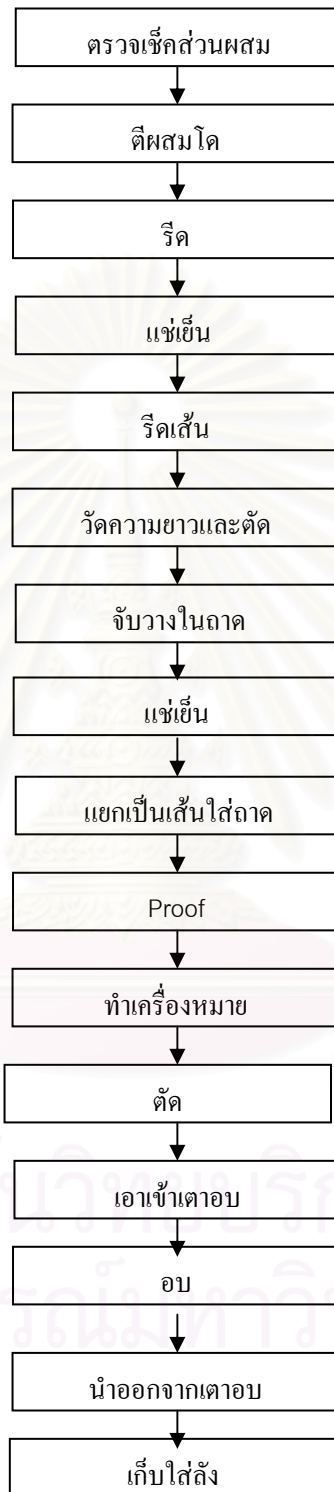 ตรวจเช็คส่วนผสม
ตีผสมโด
รีด
แช่เย็น
รีดเส้น
วัดความยาวและตัด
จับวางในถาด
แช่เย็น
แยกเป็นเส้นใส่ถาด
Proof
ทำเครื่องหมาย
ตัด
เอาเข้าเตาอบ
อบ
นำออกจากเตาอบ
เก็บใส่ลัง